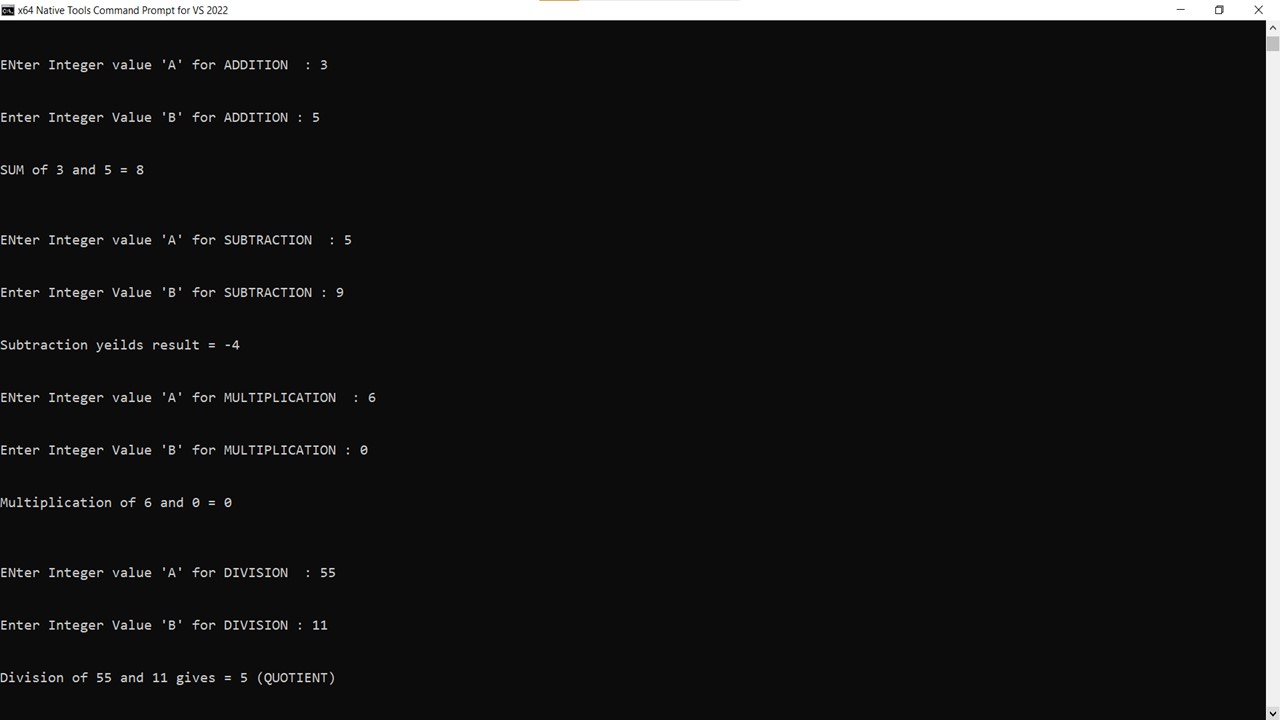 x64 Native Tools Command Prompt for VS 2022
ENter Integer value 'A' for ADDITION  : 3
Enter Integer Value 'B' for ADDITION : 5
SUM of 3 and 5 = 8
ENter Integer value 'A' for SUBTRACTION  : 5
Enter Integer Value 'B' for SUBTRACTION : 9
Subtraction yeilds result = -4
ENter Integer value 'A' for MULTIPLICATION  : 6
Enter Integer Value 'B' for MULTIPLICATION : 0
Multiplication of 6 and 0 = 0
ENter Integer value 'A' for DIVISION  : 55
Enter Integer Value 'B' for DIVISION : 11
Division of 55 and 11 gives = 5 (QUOTIENT)